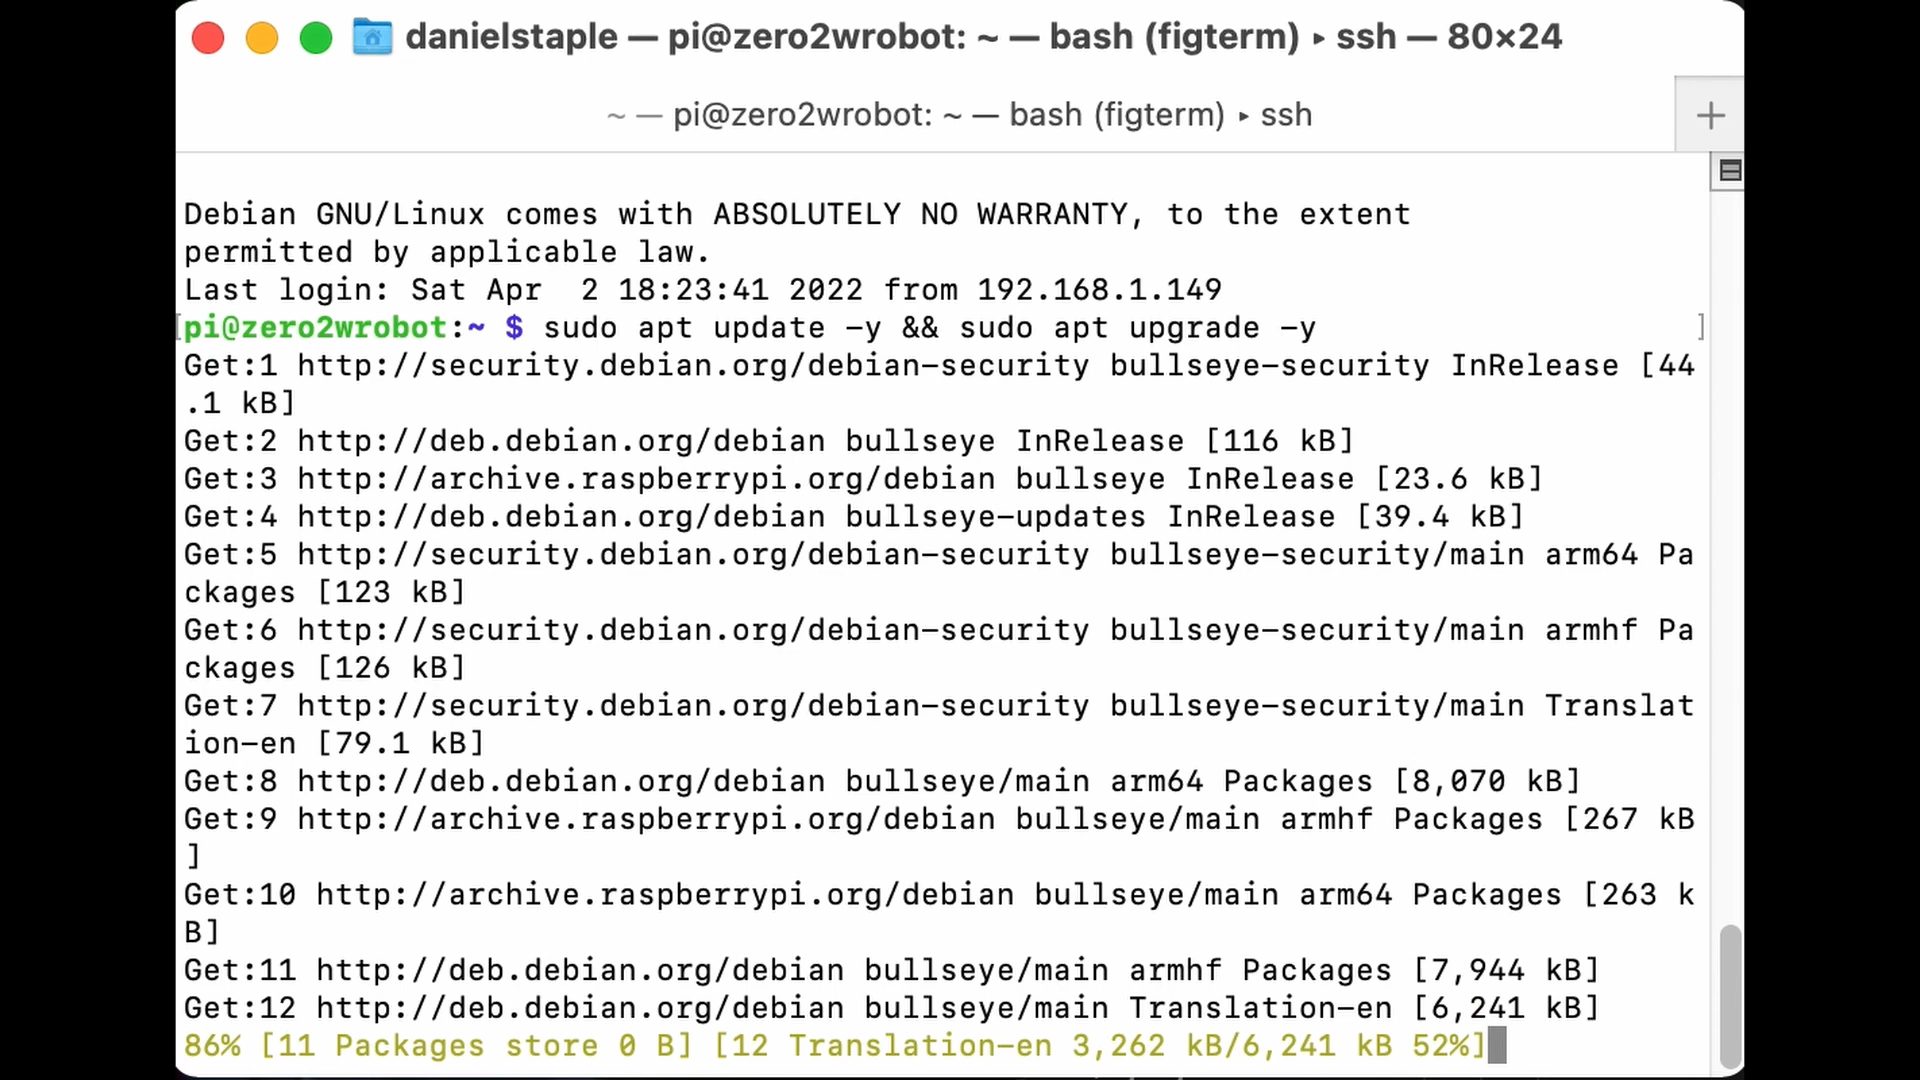 danielstaple — pi@zero2wrobot: ~ — bash (figterm) ▸ ssh — 80×24
~ — pi@zero2wrobot: ~ — bash (figterm) ▸ ssh
+
Debian GNU/Linux comes with ABSOLUTELY NO WARRANTY, to the extent
permitted by applicable law.
Last login: Sat Apr  2 18:23:41 2022 from 192.168.1.149
[pi@zero2wrobot:~ $ sudo apt update -y && sudo apt upgrade -y ]
Get:1 http://security.debian.org/debian-security bullseye-security InRelease [44
.1 kB]
Get:2 http://deb.debian.org/debian bullseye InRelease [116 kB]
Get:3 http://archive.raspberrypi.org/debian bullseye InRelease [23.6 kB]
Get:4 http://deb.debian.org/debian bullseye-updates InRelease [39.4 kB]
Get:5 http://security.debian.org/debian-security bullseye-security/main arm64 Pa
ckages [123 kB]
Get:6 http://security.debian.org/debian-security bullseye-security/main armhf Pa
ckages [126 kB]
Get:7 http://security.debian.org/debian-security bullseye-security/main Translat
ion-en [79.1 kB]
Get:8 http://deb.debian.org/debian bullseye/main arm64 Packages [8,070 kB]
Get:9 http://archive.raspberrypi.org/debian bullseye/main armhf Packages [267 kB
]
Get:10 http://archive.raspberrypi.org/debian bullseye/main arm64 Packages [263 k
B]
Get:11 http://deb.debian.org/debian bullseye/main armhf Packages [7,944 kB]
Get:12 http://deb.debian.org/debian bullseye/main Translation-en [6,241 kB]
86% [11 Packages store 0 B] [12 Translation-en 3,262 kB/6,241 kB 52%]